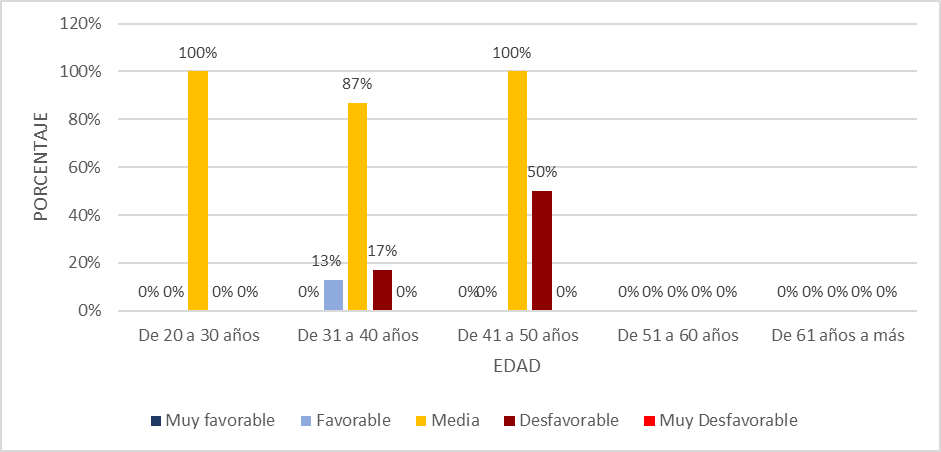 120%
100%
80%
60%
40%
20%
0%
PORCENTAJE
0% 0% 100% 0% 0%
0% 13% 87% 17% 0%
0% 0% 100% 50% 0%
0% 0% 0% 0% 0%
0% 0% 0% 0% 0%
De 20 a 30 años
De 31 a 40 años
De 41 a 50 años
De 51 a 60 años
De 61 años a más
EDAD
Muy favorable
Favorable
Media
Desfavorable
Muy Desfavorable